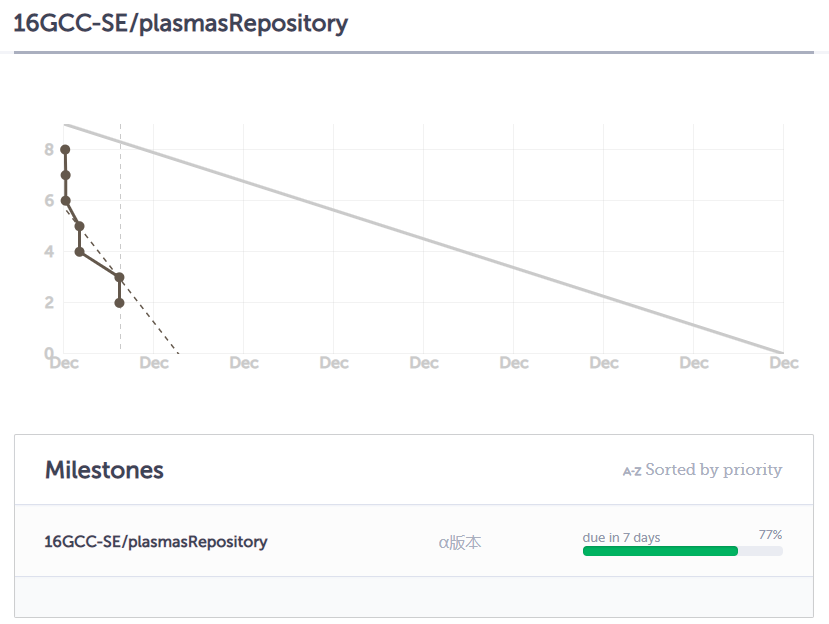 16GCC-SE/plasmasRepository
8
6
4
2
0
Dec Dec Dec Dec Dec Dec Dec Dec Dec
Milestones
A-Z Sorted by priority
16GCC-SE/plasmasRepository
α版本
due in 7 days
77%